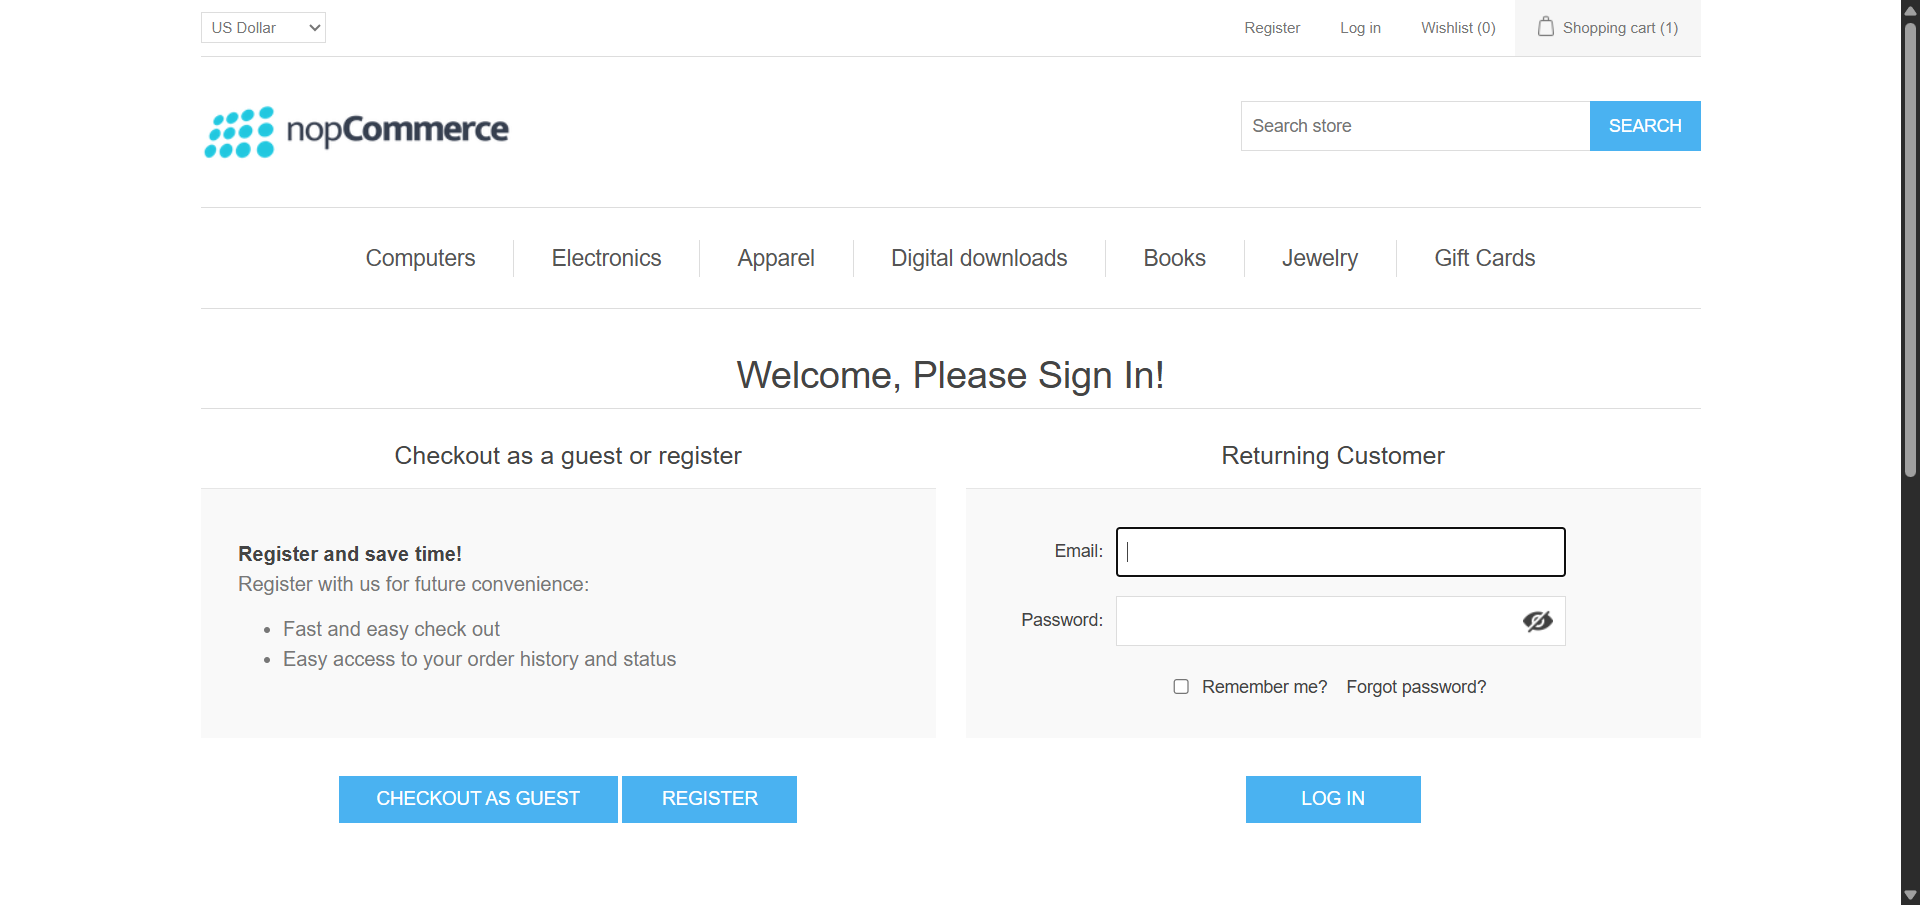 US Dollar
Register
Log in
Wishlist (0)
Shopping cart (1)
nopCommerce
Search store
SEARCH
Computers
Electronics
Apparel
Digital downloads
Books
Jewelry
Gift Cards
Welcome, Please Sign In!
Checkout as a guest or register
Register and save time!
Register with us for future convenience:
Fast and easy check out
Easy access to your order history and status
CHECKOUT AS GUEST
REGISTER
Returning Customer
Email:
Password:
Remember me?
Forgot password?
LOG IN